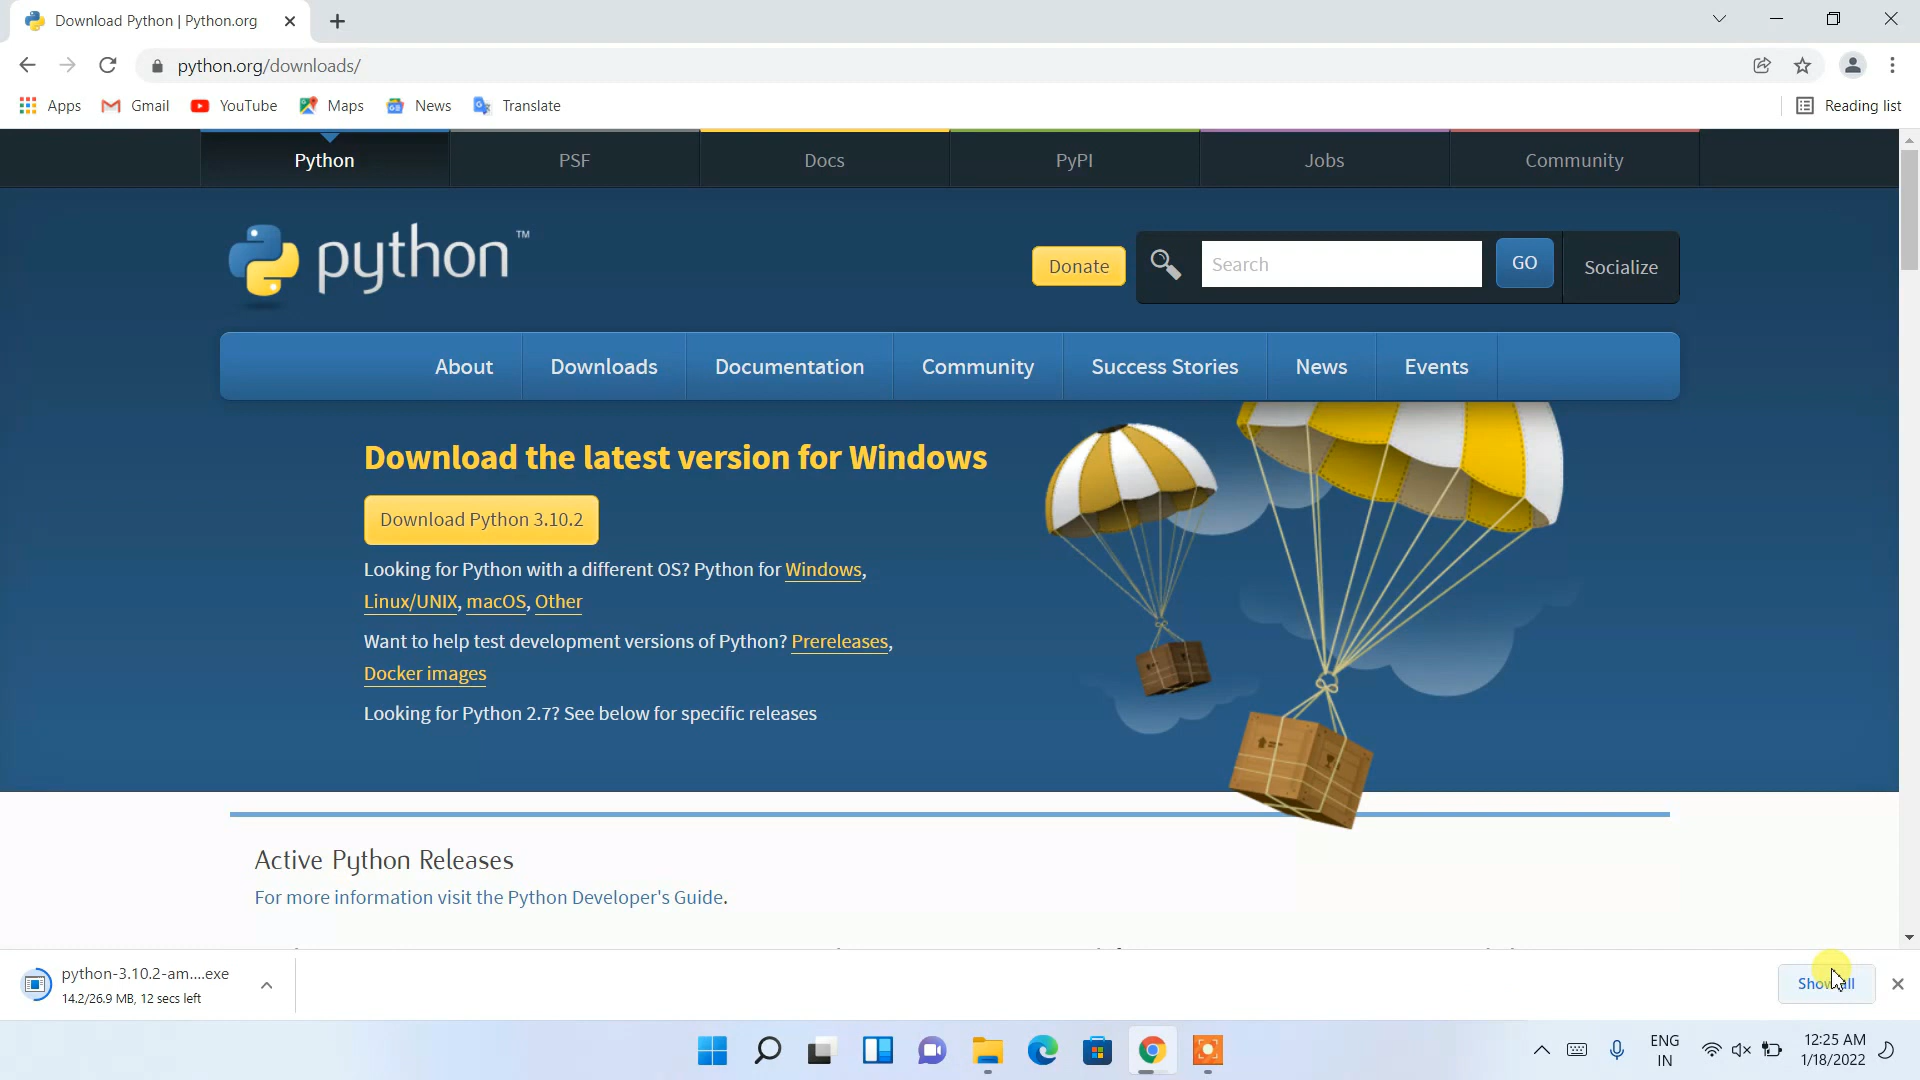 Download Python | Python.org
python.org/downloads/
Apps Gmail YouTube Maps News Translate Reading list
Python PSF Docs PyPI Jobs Community
python™
Donate Search GO Socialize
About Downloads Documentation Community Success Stories News Events
Download the latest version for Windows
Download Python 3.10.2
Looking for Python with a different OS? Python for Windows,
Linux/UNIX, macOS, Other
Want to help test development versions of Python? Prereleases,
Docker images
Looking for Python 2.7? See below for specific releases
Active Python Releases
For more information visit the Python Developer's Guide.
python-3.10.2-am....exe
14.2/26.9 MB, 12 secs left
Show all
ENG
IN
12:25 AM
1/18/2022